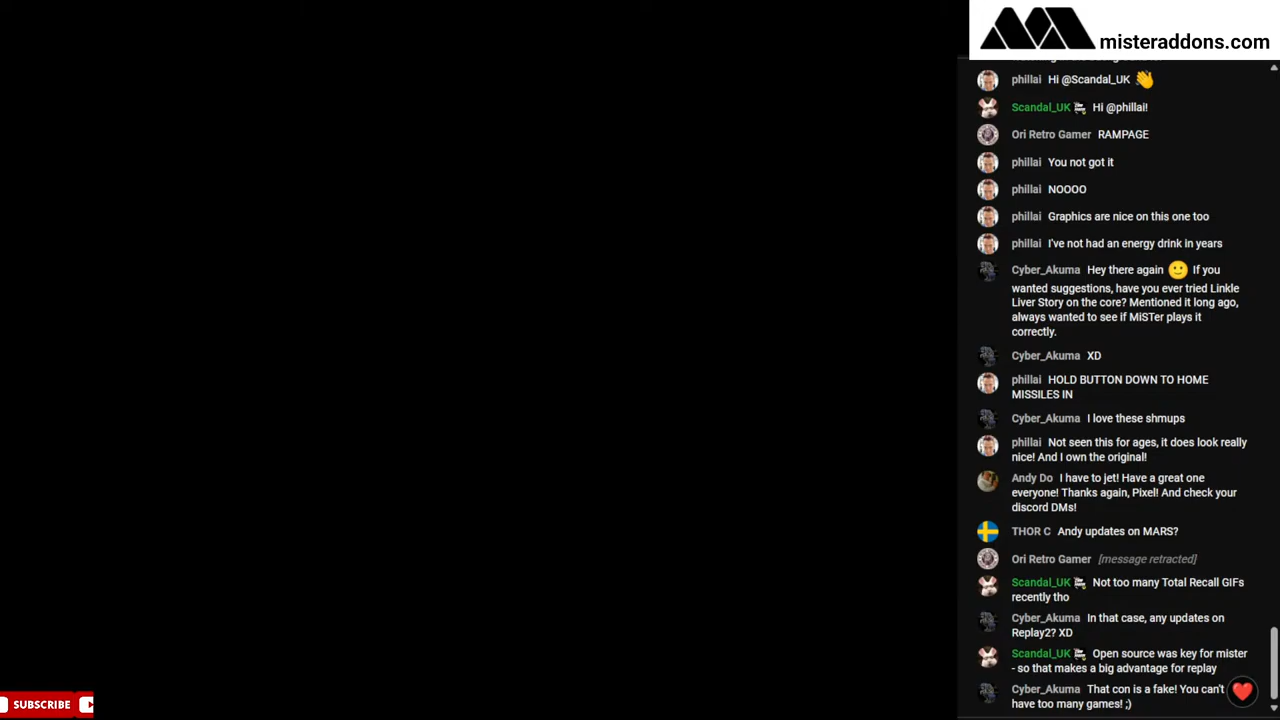 misteraddons.com
phillai Hi @Scandal_UK 👋
Scandal_UK Hi @phillai!
Ori Retro Gamer RAMPAGE
phillai You not got it
phillai NOOOO
phillai Graphics are nice on this one too
phillai I've not had an energy drink in years
Cyber_Akuma Hey there again 🙂 If you
wanted suggestions, have you ever tried Linkle
Liver Story on the core? Mentioned it long ago,
always wanted to see if MiSTer plays it
correctly.
Cyber_Akuma XD
phillai HOLD BUTTON DOWN TO HOME
MISSILES IN
Cyber_Akuma I love these shmups
phillai Not seen this for ages, it does look really
nice! And I own the original!
Andy Do I have to jet! Have a great one
everyone! Thanks again, Pixel! And check your
discord DMs!
THOR C Andy updates on MARS?
Ori Retro Gamer [message retracted]
Scandal_UK Not too many Total Recall GIFs
recently tho
Cyber_Akuma In that case, any updates on
Replay2? XD
Scandal_UK Open source was key for mister
- so that makes a big advantage for replay
Cyber_Akuma That con is a fake! You can't
have too many games! ;)
SUBSCRIBE